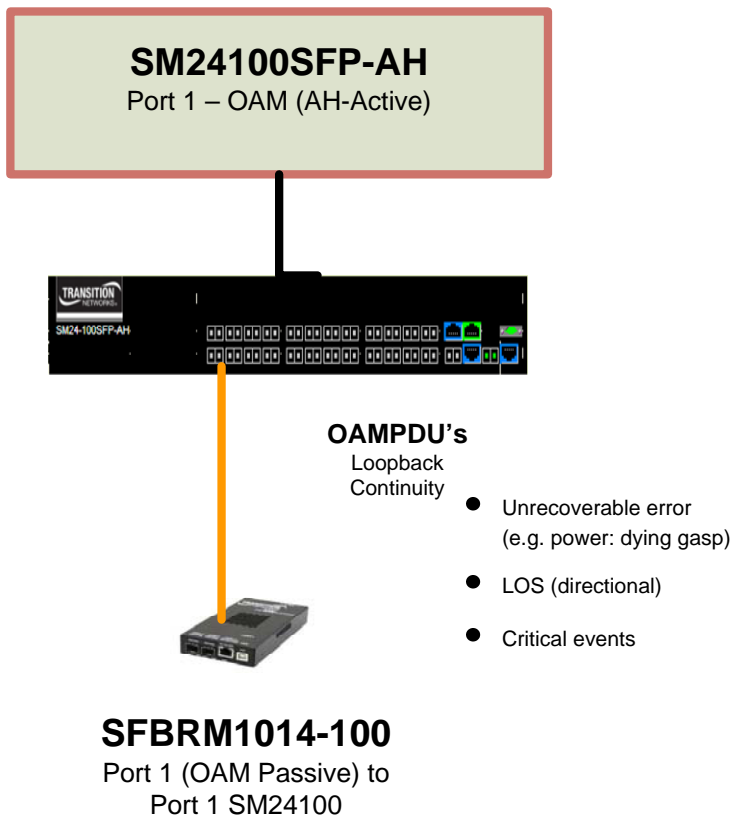 SM24100SFP-AH
Port 1 – OAM (AH-Active)
TRANSITION
NETWORKS
SM24-100SFP-AH
OAMPDU's
Loopback
Continuity
Unrecoverable error
(e.g. power: dying gasp)
LOS (directional)
Critical events
SFBRM1014-100
Port 1 (OAM Passive) to
Port 1 SM24100